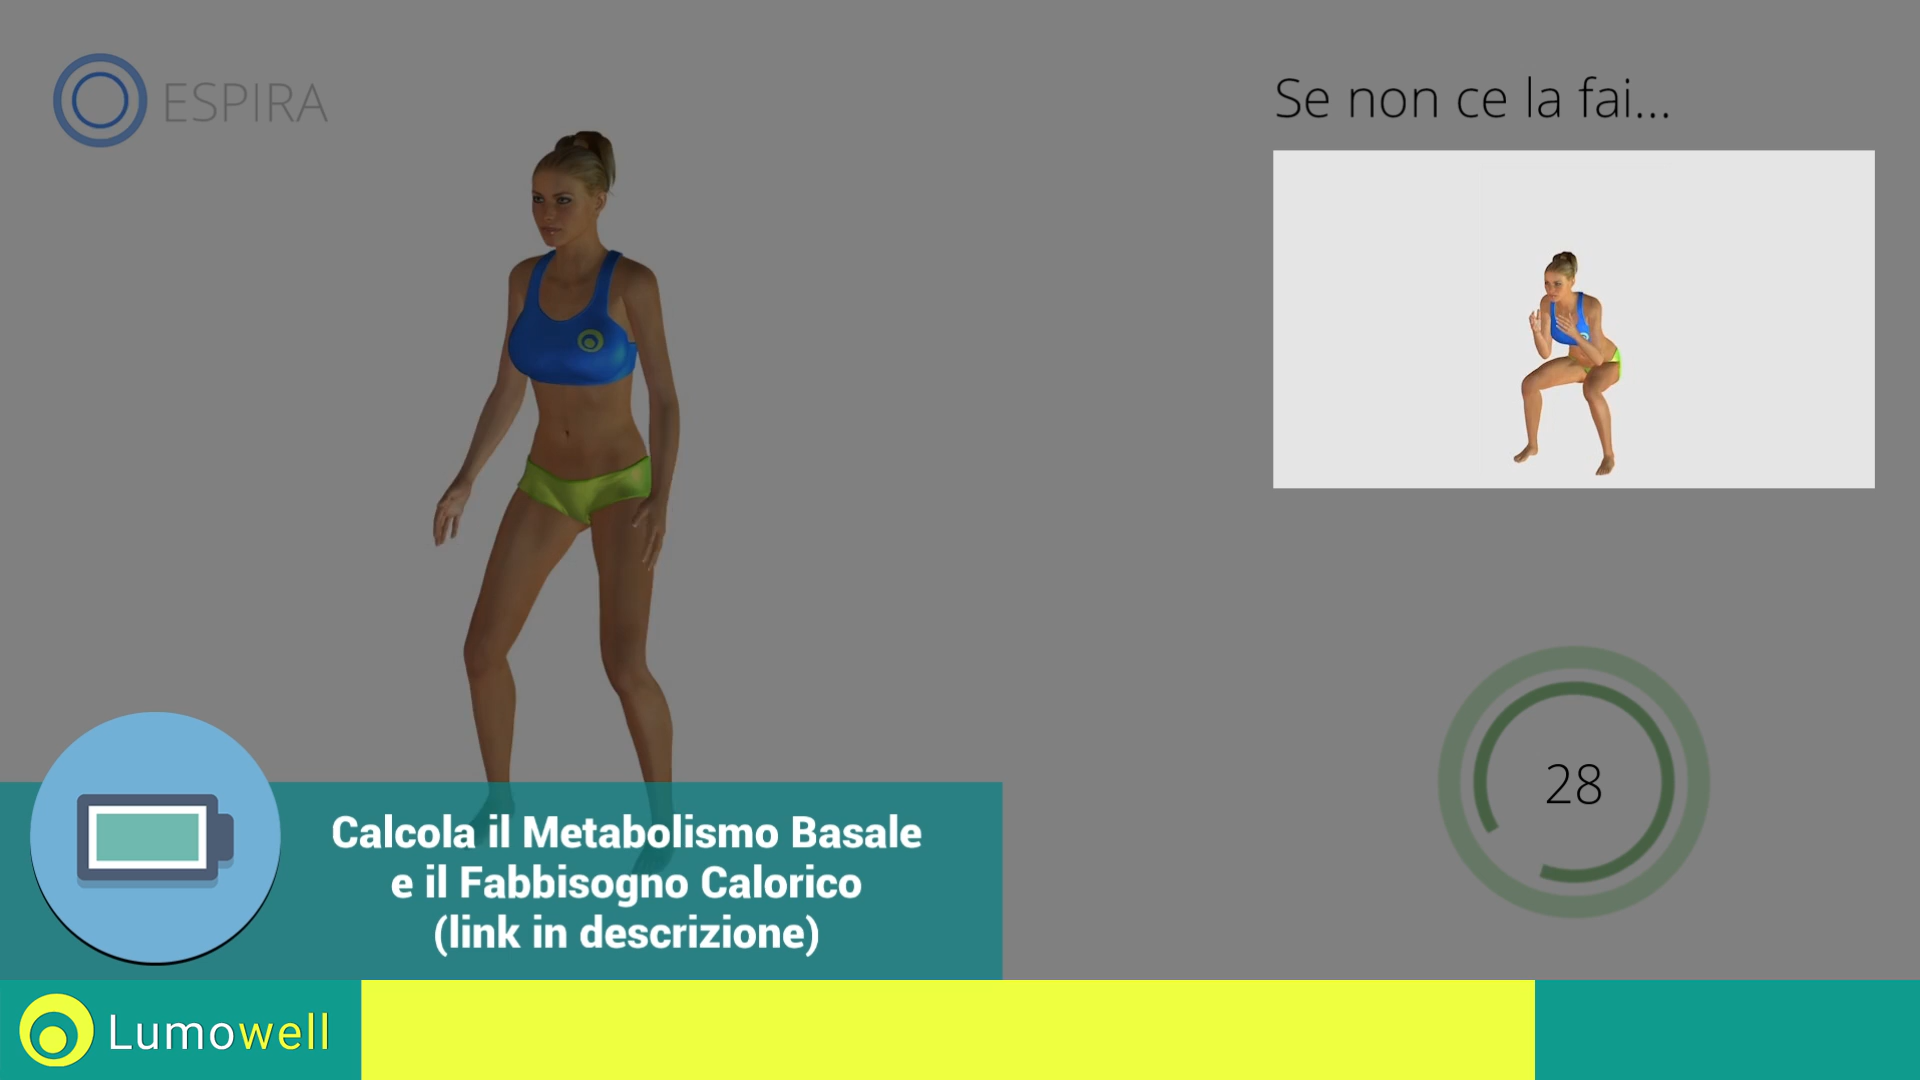 ESPIRA
Se non ce la fai...
28
Calcola il Metabolismo Basale
e il Fabbisogno Calorico
(link in descrizione)
Lumowell